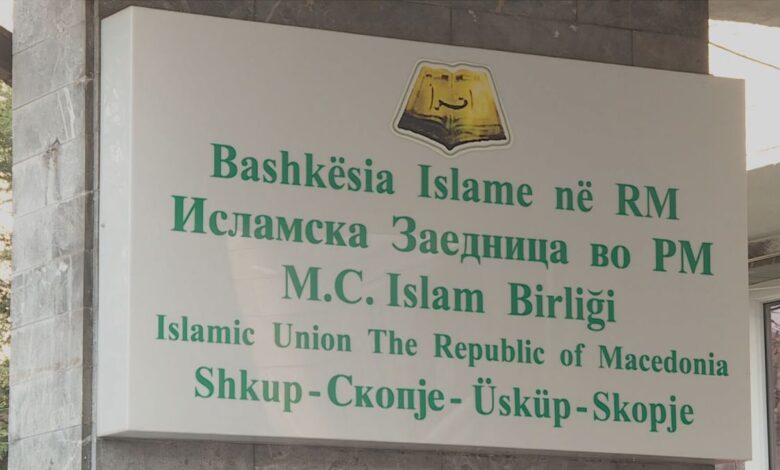 اقرأ
Bashkësia Islame në RM
Исламска Заедница во РМ
M.C. Islam Birliği
Islamic Union The Republic of Macedonia
Shkup-Скопје-Üsküp-Skopje